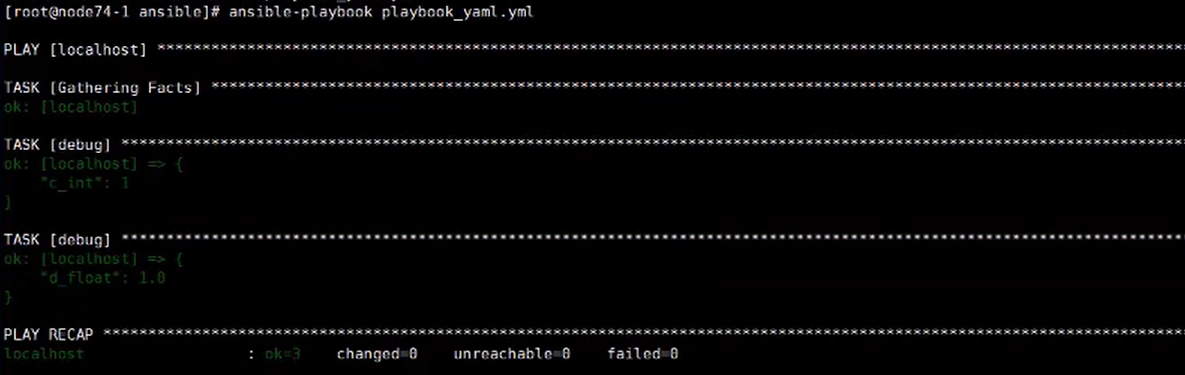 [root@node74-1 ansible]# ansible-playbook playbook_yaml.yml
PLAY [localhost] ***************************************************************************************************************************
TASK [Gathering Facts] *********************************************************************************************************************
ok: [localhost]
TASK [debug] *******************************************************************************************************************************
ok: [localhost] => {
    "c_int": 1
}
TASK [debug] *******************************************************************************************************************************
ok: [localhost] => {
    "d_float": 1.0
}
PLAY RECAP *********************************************************************************************************************************
localhost                  : ok=3    changed=0    unreachable=0    failed=0